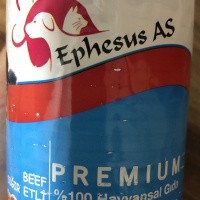 Ephesus AS
PREMIUM
BEEF
ETLİ
%100 Hayvansal Gıda